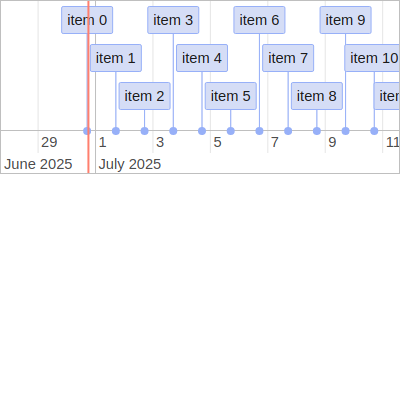 item 0 item 3 item 6 item 9
item 1 item 4 item 7 item 10
item 2 item 5 item 8
29 1 3 5 7 9 11
June 2025 July 2025